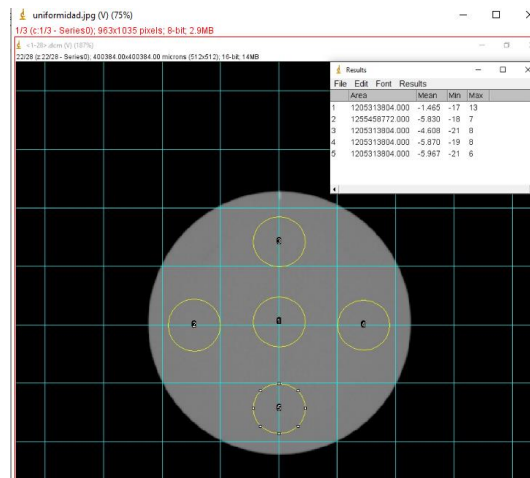 uniformidad.jpg (V) (75%)
1/3 (c:1/3 - Series0); 963x1035 pixels; 8-bit; 2.9MB
(V) (187%)
22/28 (z:22/28 - Series0); 400384.00x400384.00 microns (512x512); 16-bit; 14MB
Results
File Edit Font Results
Area Mean Min Max
1 1205313804.000 -1.465 -17 13
2 1255458772.000 -5.830 -18 7
3 1205313804.000 -4.608 -21 8
4 1205313804.000 -5.870 -19 8
5 1205313804.000 -5.967 -21 6